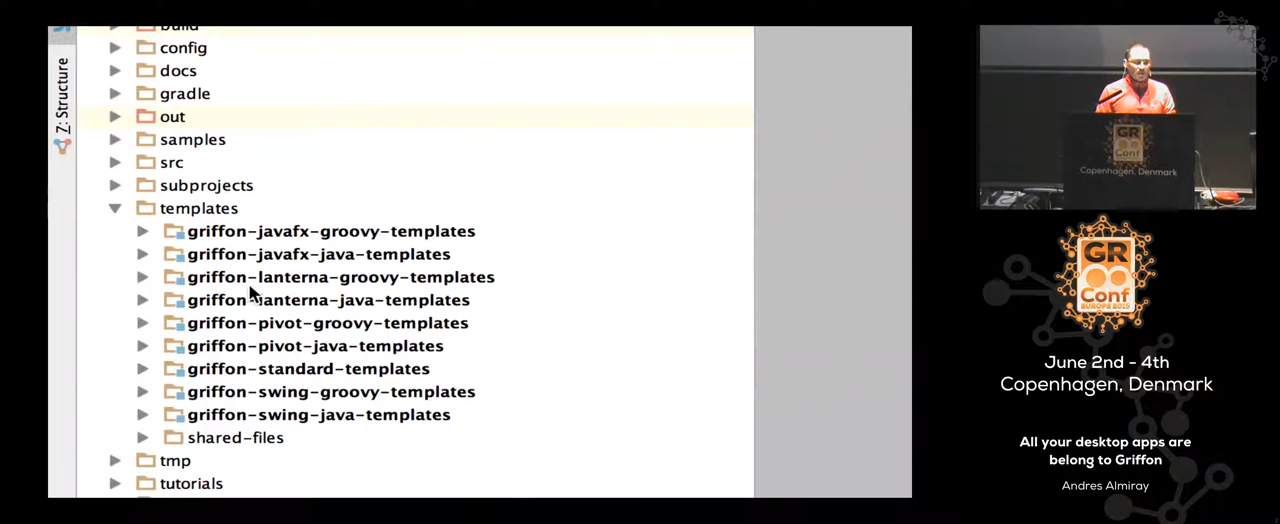 build
config
docs
gradle
out
samples
src
subprojects
templates
griffon-javafx-groovy-templates
griffon-javafx-java-templates
griffon-lanterna-groovy-templates
griffon-lanterna-java-templates
griffon-pivot-groovy-templates
griffon-pivot-java-templates
griffon-standard-templates
griffon-swing-groovy-templates
griffon-swing-java-templates
shared-files
tmp
tutorials
Z: Structure
GR
Conf
Copenhagen, Denmark
GR
Conf
EUROPE 2015
June 2nd - 4th
Copenhagen, Denmark
All your desktop apps are
belong to Griffon
Andres Almiray